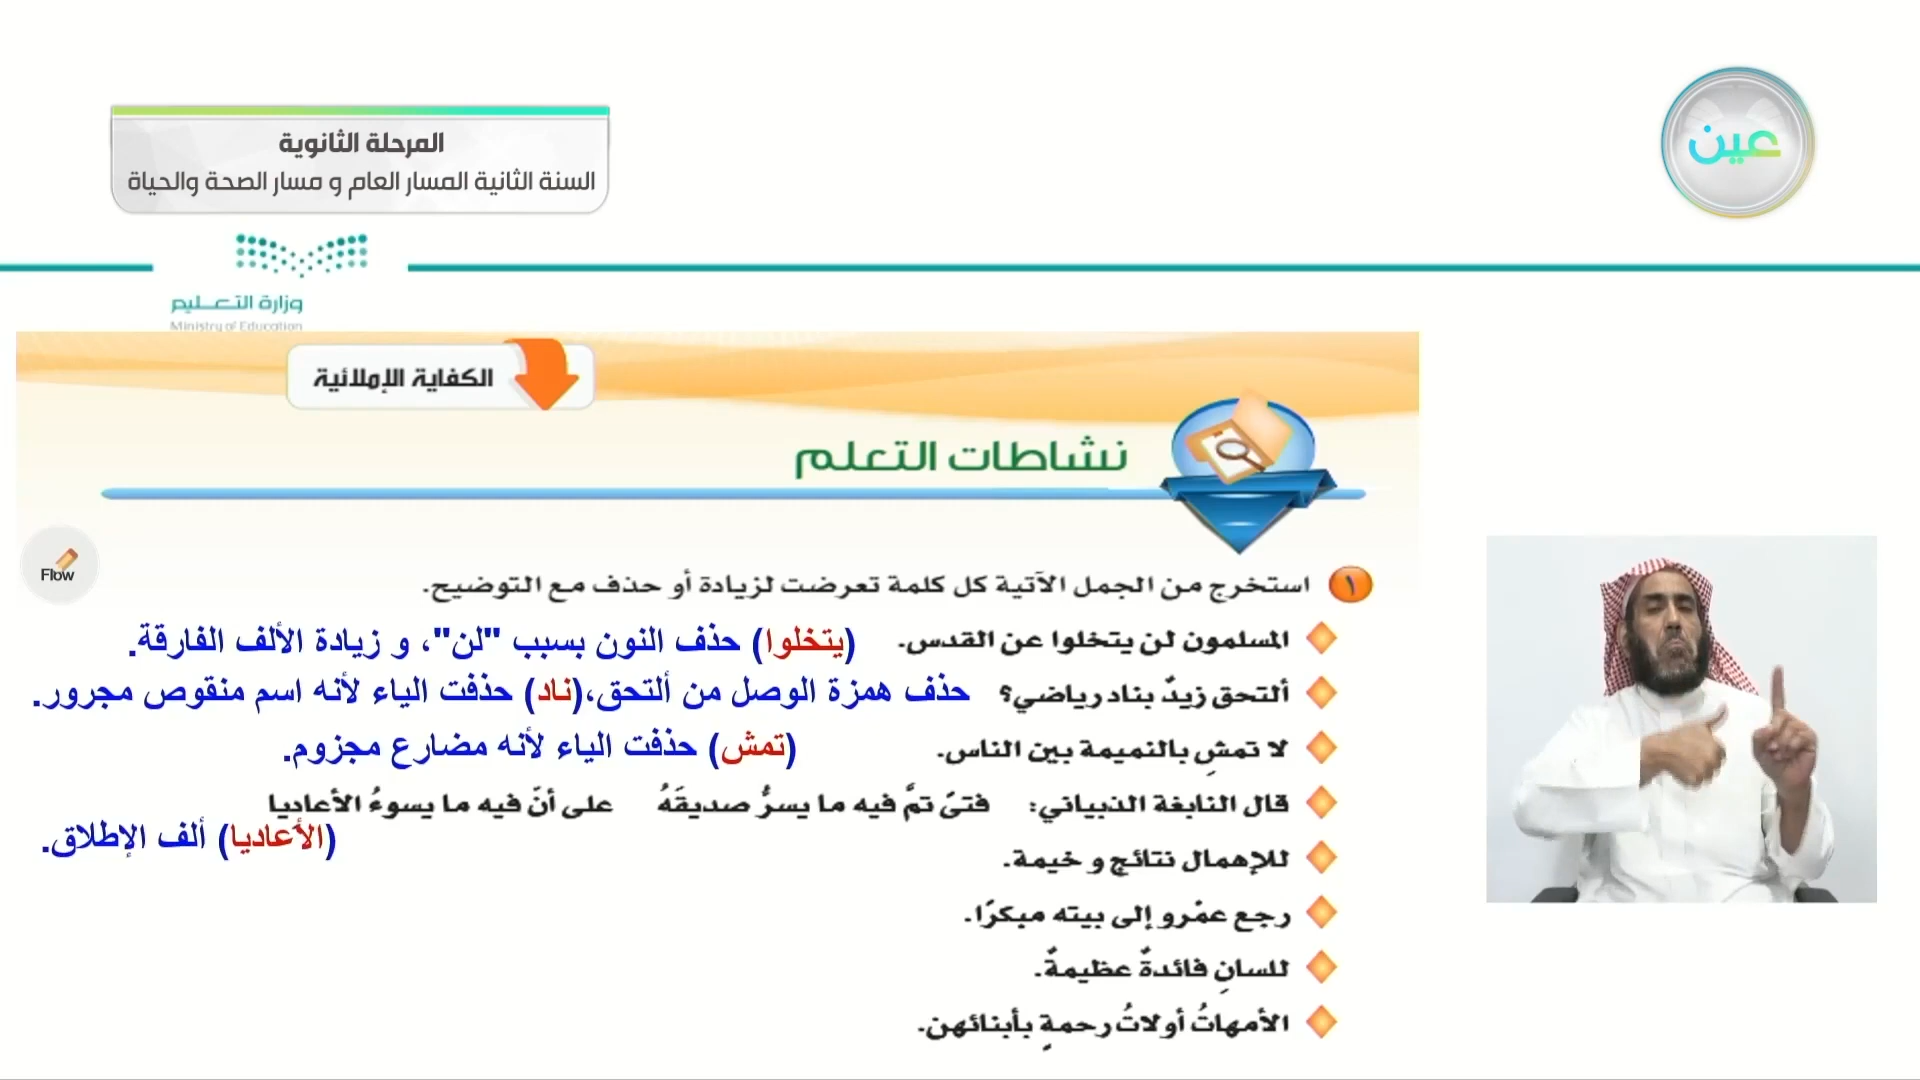 المرحلة الثانوية
السنة الثانية المسار العام و مسار الصحة والحياة
عين
وزارة التعليم
Ministry of Education
الكفاية الإملائية
نشاطات التعلم
Flow
١ استخرج من الجمل الآتية كل كلمة تعرضت لزيادة أو حذف مع التوضيح.
المسلمون لن يتخلوا عن القدس. (يتخلوا) حذف النون بسبب "لن"، و زيادة الألف الفارقة.
ألتحق زيدٌ بناد رياضي؟ حذف همزة الوصل من ألتحق،(ناد) حذفت الياء لأنه اسم منقوص مجرور.
لا تمشِ بالنميمة بين الناس. (تمش) حذفت الياء لأنه مضارع مجزوم.
قال النابغة الذبياني: فتىً تمَّ فيه ما يسرُّ صديقَهُ على أنّ فيه ما يسوءُ الأعاديا
(الأعاديا) ألف الإطلاق.
للإهمال نتائج و خيمة.
رجع عمْرو إلى بيته مبكرًا.
للسانِ فائدةٌ عظيمةٌ.
الأمهاتُ أولاتُ رحمةٍ بأبنائهن.